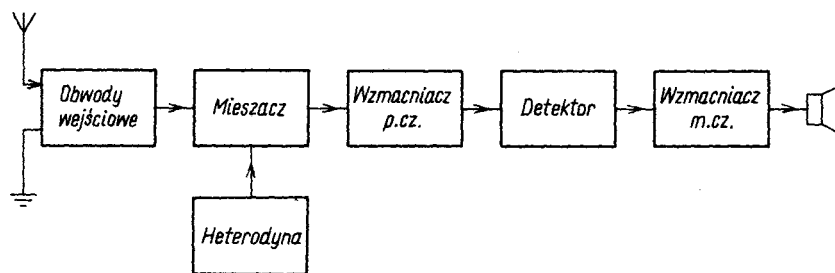 Obwody
wejściowe
Mieszacz
Wzmacniacz
p.cz.
Detektor
Wzmacniacz
m.cz.
Heterodyna